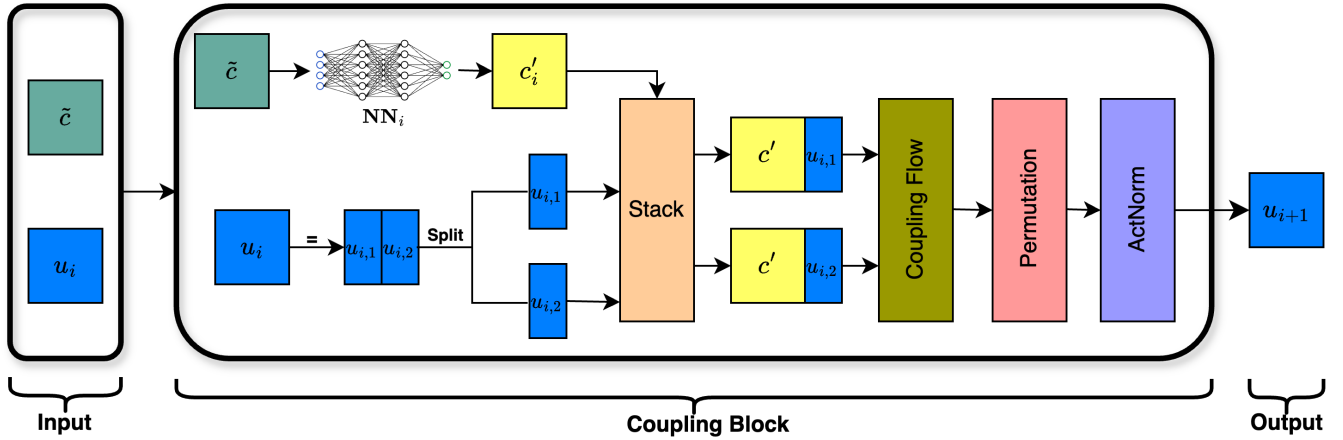 c̃
u_i
c̃
NN_i
c′_i
u_i
=
u_{i,1} u_{i,2}
Split
u_{i,1}
u_{i,2}
Stack
c′ u_{i,1}
c′ u_{i,2}
Coupling Flow
Permutation
ActNorm
u_{i+1}
Input
Coupling Block
Output